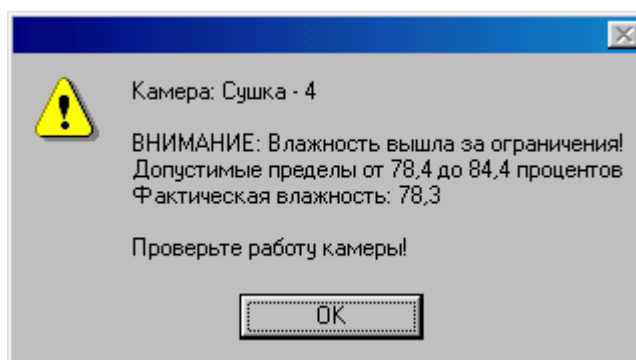 Камера: Сушка - 4
ВНИМАНИЕ: Влажность вышла за ограничения!
Допустимые пределы от 78,4 до 84,4 процентов
Фактическая влажность: 78,3
Проверьте работу камеры!
OK